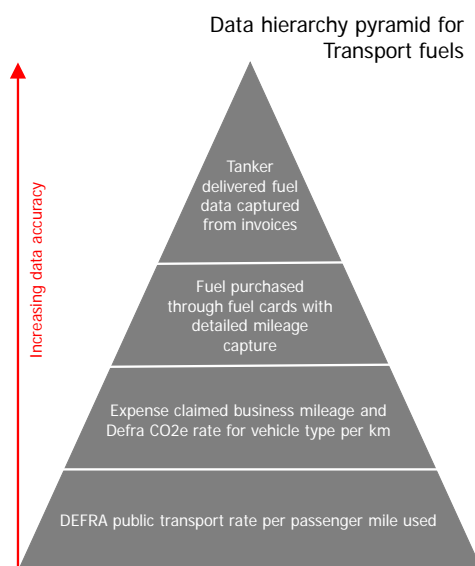 Data hierarchy pyramid for
Transport fuels
Increasing data accuracy
Tanker
delivered fuel
data captured
from invoices
Fuel purchased
through fuel cards with
detailed mileage
capture
Expense claimed business mileage and
Defra CO2e rate for vehicle type per km
DEFRA public transport rate per passenger mile used